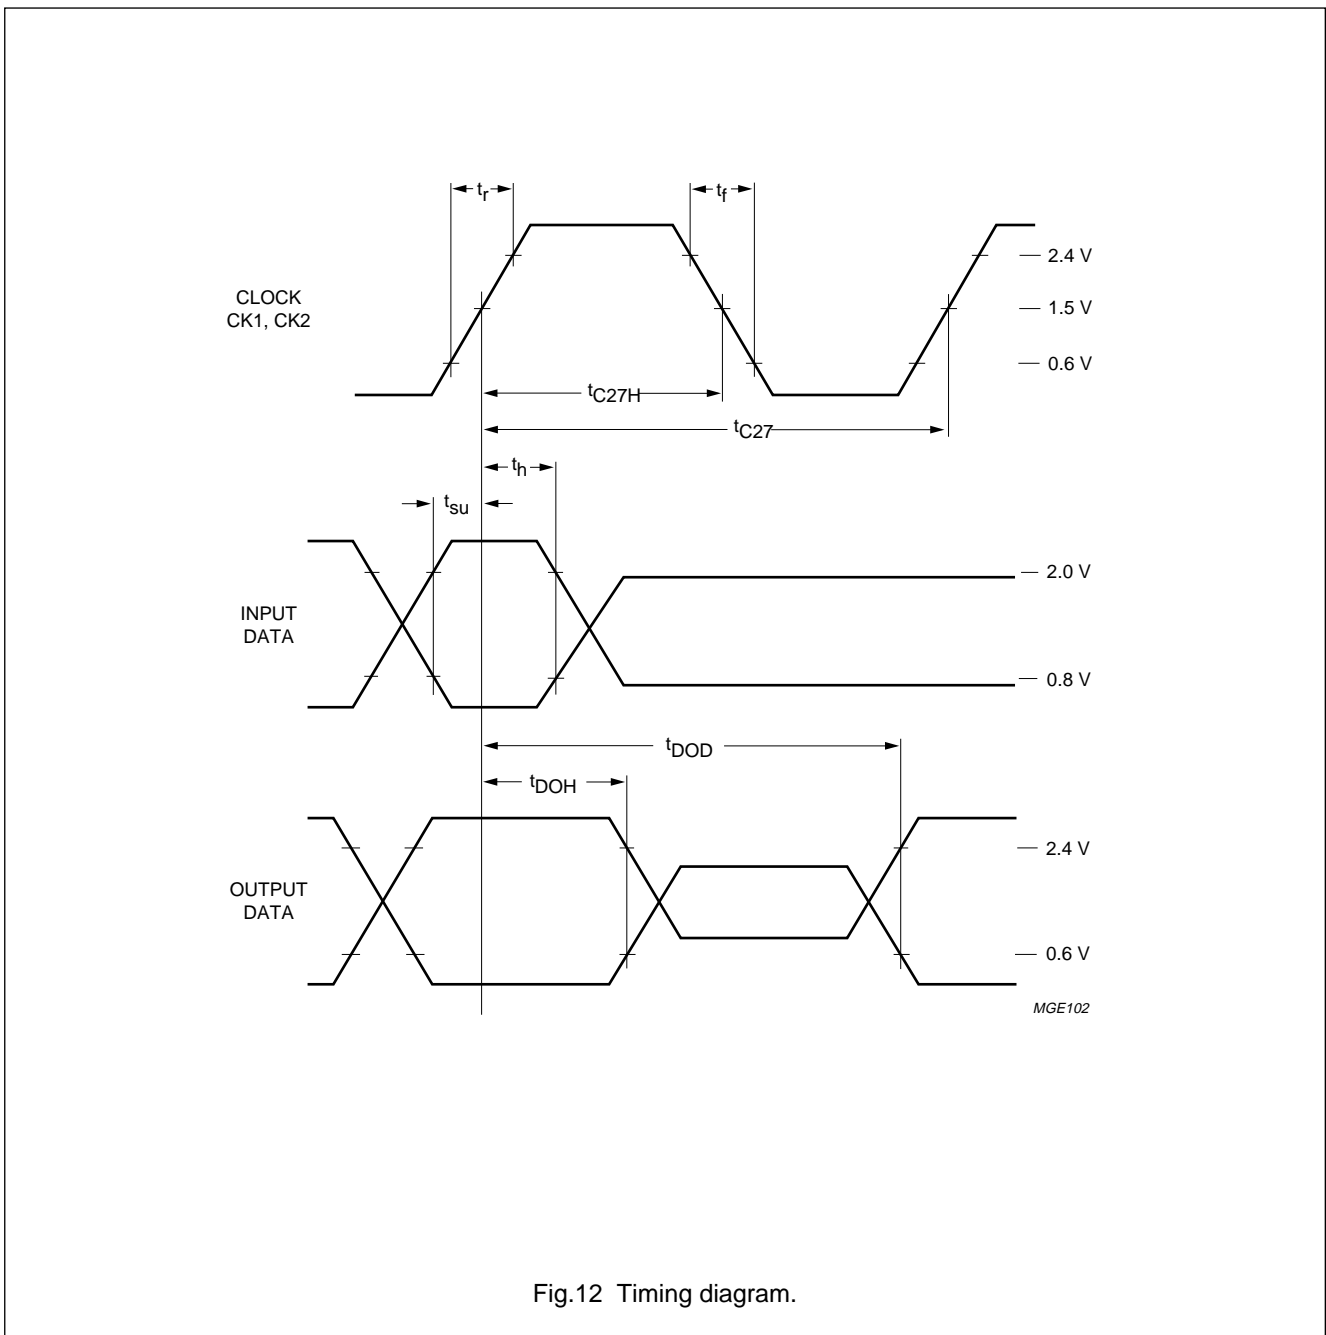 tr
tf
2.4 V
CLOCK
CK1, CK2
1.5 V
0.6 V
tC27H
tC27
th
tsu
2.0 V
INPUT
DATA
0.8 V
tDOD
tDOH
2.4 V
OUTPUT
DATA
0.6 V
MGE102
Fig.12 Timing diagram.